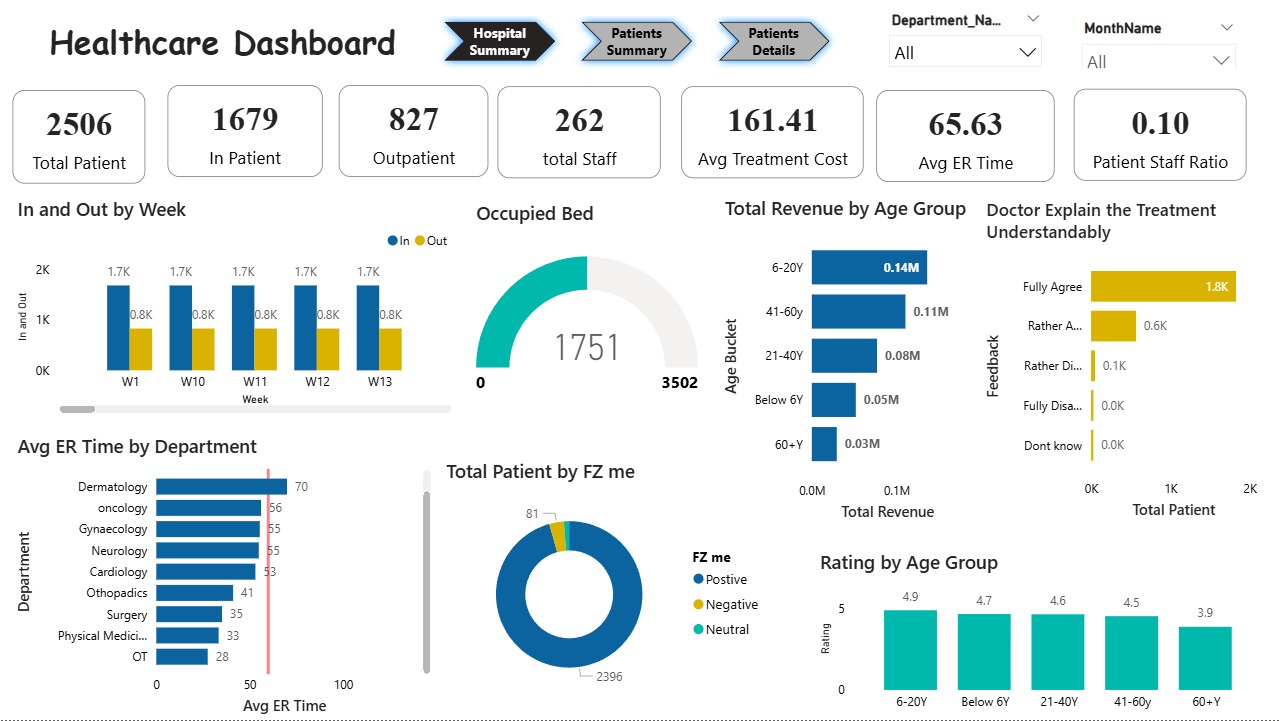 Healthcare Dashboard
Hospital
Summary
Patients
Summary
Patients
Details
Department_Na...
All
MonthName
All
2506
Total Patient
1679
In Patient
827
Outpatient
262
total Staff
161.41
Avg Treatment Cost
65.63
Avg ER Time
0.10
Patient Staff Ratio
In and Out by Week
In Out
In and Out
2K
1K
0K
1.7K 1.7K 1.7K 1.7K 1.7K
0.8K 0.8K 0.8K 0.8K 0.8K
W1 W10 W11 W12 W13
Week
Occupied Bed
1751
0 3502
Total Revenue by Age Group
Age Bucket
6-20Y 0.14M
41-60y 0.11M
21-40Y 0.08M
Below 6Y 0.05M
60+Y 0.03M
0.0M 0.1M
Total Revenue
Doctor Explain the Treatment
Understandably
Feedback
Fully Agree 1.8K
Rather A... 0.6K
Rather Di... 0.1K
Fully Disa... 0.0K
Dont know 0.0K
0K 1K 2K
Total Patient
Avg ER Time by Department
Department
Dermatology 70
oncology 56
Gynaecology 55
Neurology 55
Cardiology 53
Othopadics 41
Surgery 35
Physical Medici... 33
OT 28
0 50 100
Avg ER Time
Total Patient by FZ me
81
2396
FZ me
Postive
Negative
Neutral
Rating by Age Group
Rating
5
0
4.9 4.7 4.6 4.5 3.9
6-20Y Below 6Y 21-40Y 41-60y 60+Y